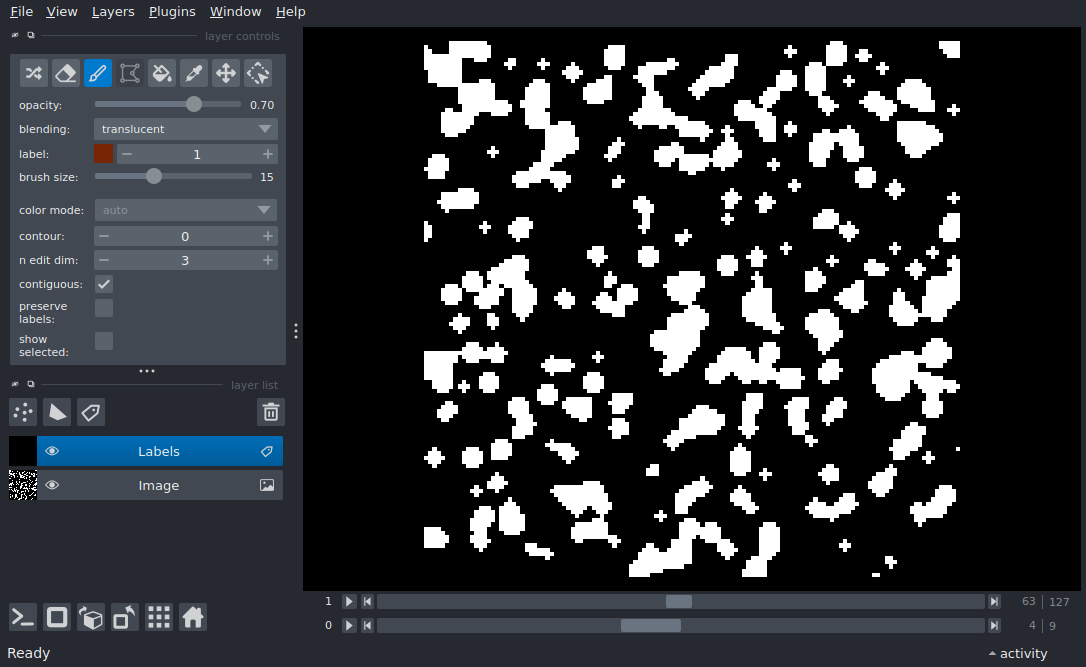 File View Layers Plugins Window Help
layer controls
opacity: 0.70
blending: translucent
label: 1
brush size: 15
color mode: auto
contour: 0
n edit dim: 3
contiguous:
preserve
labels:
show
selected:
layer list
Labels
Image
1 63 127
0 4 9
Ready activity